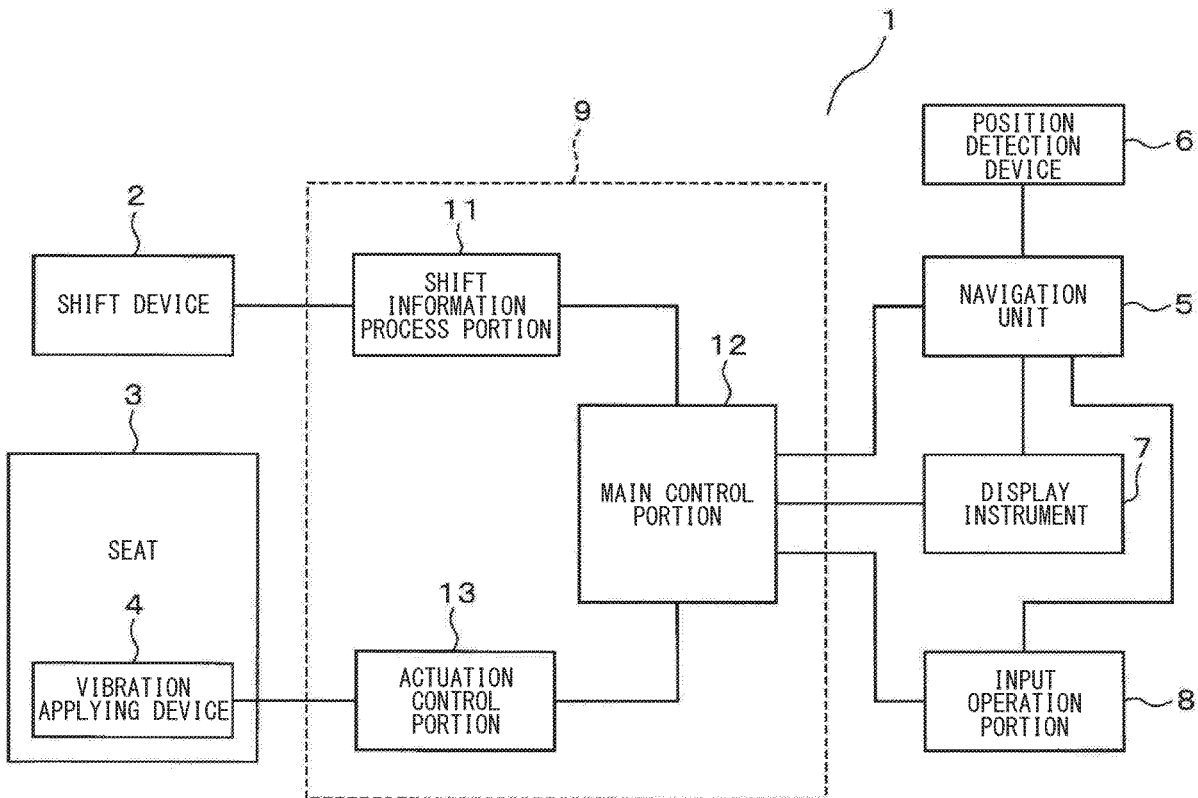 1
9
POSITION
DETECTION
DEVICE
6
2
11
SHIFT DEVICE
SHIFT
INFORMATION
PROCESS PORTION
NAVIGATION
UNIT
5
12
3
MAIN CONTROL
PORTION
7
DISPLAY
INSTRUMENT
SEAT
4
13
VIBRATION
APPLYING DEVICE
ACTUATION
CONTROL
PORTION
INPUT
OPERATION
PORTION
8